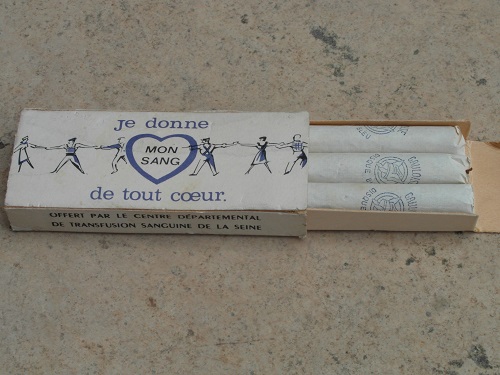 je donne
MON
SANG
de tout cœur.
OFFERT PAR LE CENTRE DÉPARTEMENTAL
DE TRANSFUSION SANGUINE DE LA SEINE